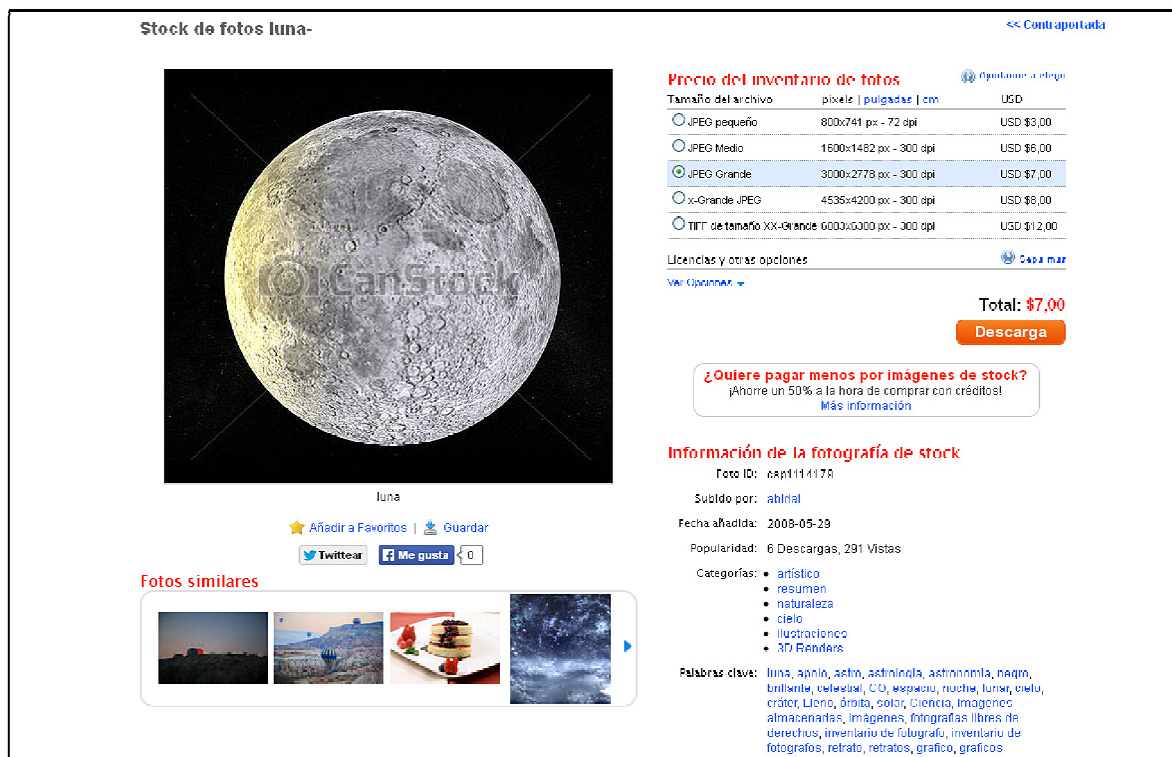 Stock de fotos luna-
<< Contraportada
CanStock
luna
Añadir a Favoritos | Guardar
Twittear Me gusta 0
Fotos similares
Precio del inventario de fotos
Tamaño del archivo pixels | pulgadas | cm USD
JPEG pequeño 800x741 px - 72 dpi USD $3,00
JPEG Medio 1600x1482 px - 300 dpi USD $6,00
JPEG Grande 3000x2778 px - 300 dpi USD $7,00
x-Grande JPEG 4535x4200 px - 300 dpi USD $8,00
TIFF de tamaño XX-Grande px - 300 dpi USD $12,00
Licencias y otras opciones
Ver Opciones
Total: $7,00
Descarga
¿Quiere pagar menos por imágenes de stock?
¡Ahorre un 50% a la hora de comprar con créditos!
Más información
Información de la fotografía de stock
Foto ID: csp1114179
Subido por: abidal
Fecha añadida: 2008-05-29
Popularidad: 6 Descargas, 291 Vistas
Categorías: • artístico
• resumen
• naturaleza
• cielo
• ilustraciones
• 3D Renders
Palabras clave: luna, apolo, astro, astrología, astronomía, negro,
brillante, celestial, CO, espacio, noche, lunar, cielo,
cráter, Lleno, órbita, solar, Ciencia, Imágenes
almacenadas, Imágenes, fotografías libres de
derechos, inventario de fotografo, inventario de
fotografos, retrato, retratos, grafico, graficos